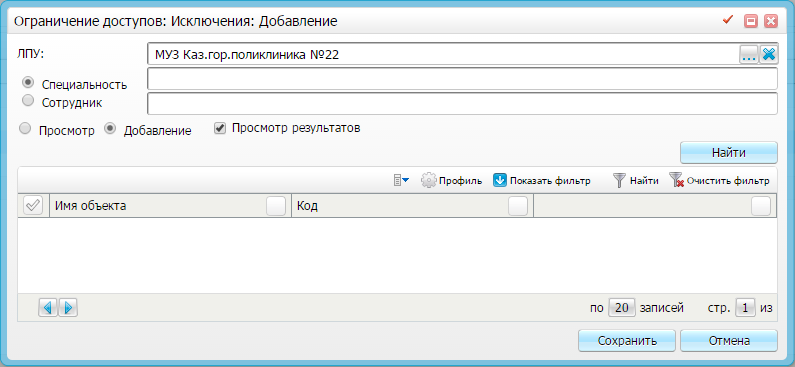 Ограничение доступов: Исключения: Добавление
ЛПУ: МУЗ Каз.гор.поликлиника №22 ...
Специальность
Сотрудник
Просмотр Добавление Просмотр результатов
Найти
Профиль Показать фильтр Найти Очистить фильтр
Имя объекта Код
по 20 записей стр. 1 из
Сохранить Отмена